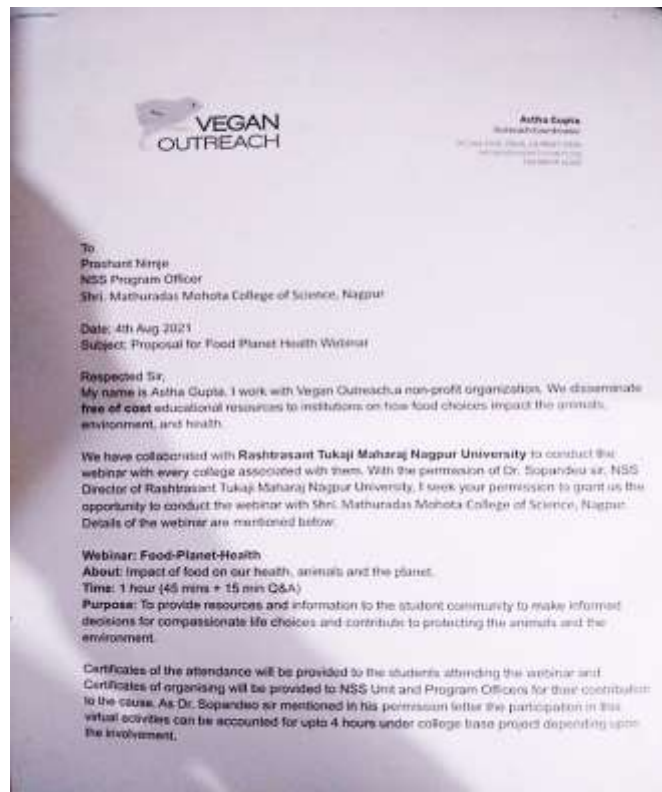 VEGAN
OUTREACH
Astha Gupta
Outreach Coordinator
To
Prashant Nimje
NSS Program Officer
Shri. Mathuradas Mohota College of Science, Nagpur
Date: 4th Aug 2021
Subject: Proposal for Food Planet Health Webinar
Respected Sir,
My name is Astha Gupta, I work with Vegan Outreach,a non-profit organization. We disseminate
free of cost educational resources to institutions on how food choices impact the animals,
environment, and health.
We have collaborated with Rashtrasant Tukaji Maharaj Nagpur University to conduct the
webinar with every college associated with them. With the permission of Dr. Sopandeo sir, NSS
Director of Rashtrasant Tukaji Maharaj Nagpur University, I seek your permission to grant us the
opportunity to conduct the webinar with Shri. Mathuradas Mohota College of Science, Nagpur.
Details of the webinar are mentioned below:
Webinar: Food-Planet-Health
About: Impact of food on our health, animals and the planet.
Time: 1 hour (45 mins + 15 min Q&A)
Purpose: To provide resources and information to the student community to make informed
decisions for compassionate life choices and contribute to protecting the animals and the
environment.
Certificates of the attendance will be provided to the students attending the webinar and
Certificates of organising will be provided to NSS Unit and Program Officers for their contribution
to the cause. As Dr. Sopandeo sir mentioned in his permission letter the participation in this
virtual activities can be accounted for upto 4 hours under college base project depending upon
the involvement.